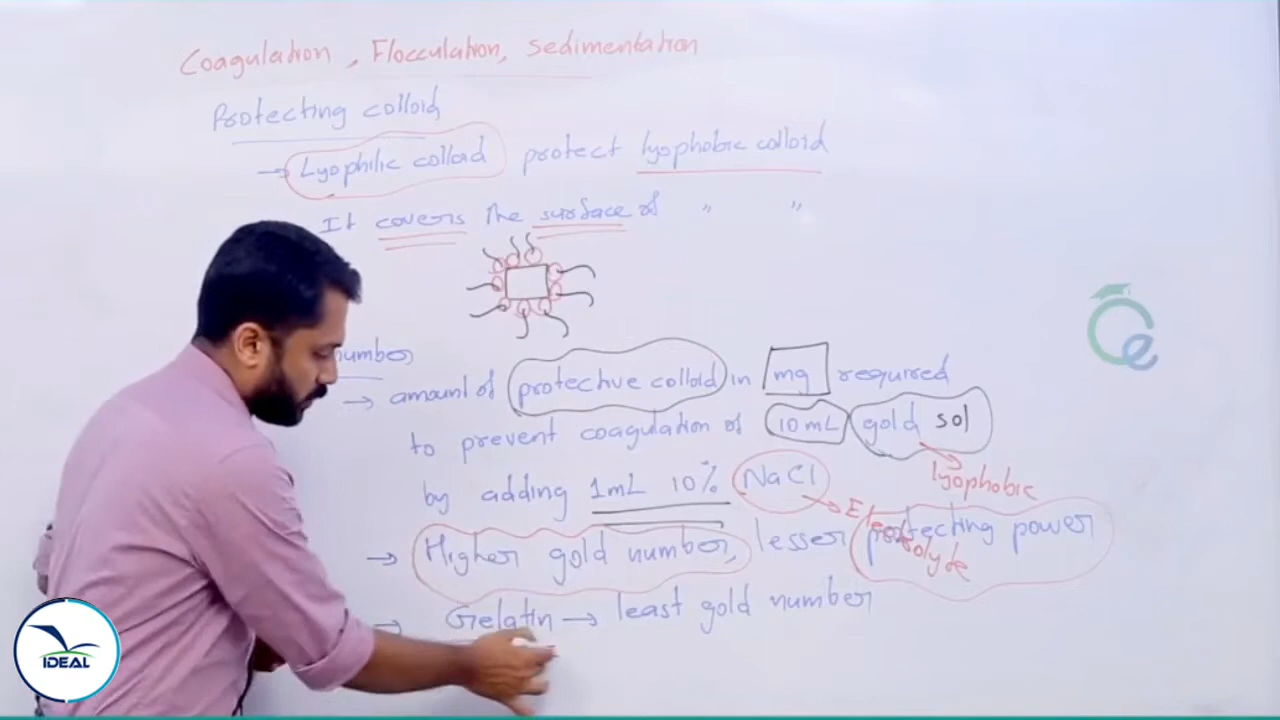 Coagulation, Flocculation, Sedimentation
Protecting colloid
→ Lyophilic colloid protect lyophobic colloid
It covers the surface of " "
number
→ amount of protective colloid in mg required
to prevent coagulation of 10 mL gold sol
lyophobic
by adding 1mL 10% NaCl
→ Electrolyte
→ Higher gold number, lesser protecting power
→ Gelatin → least gold number
IDEAL
e